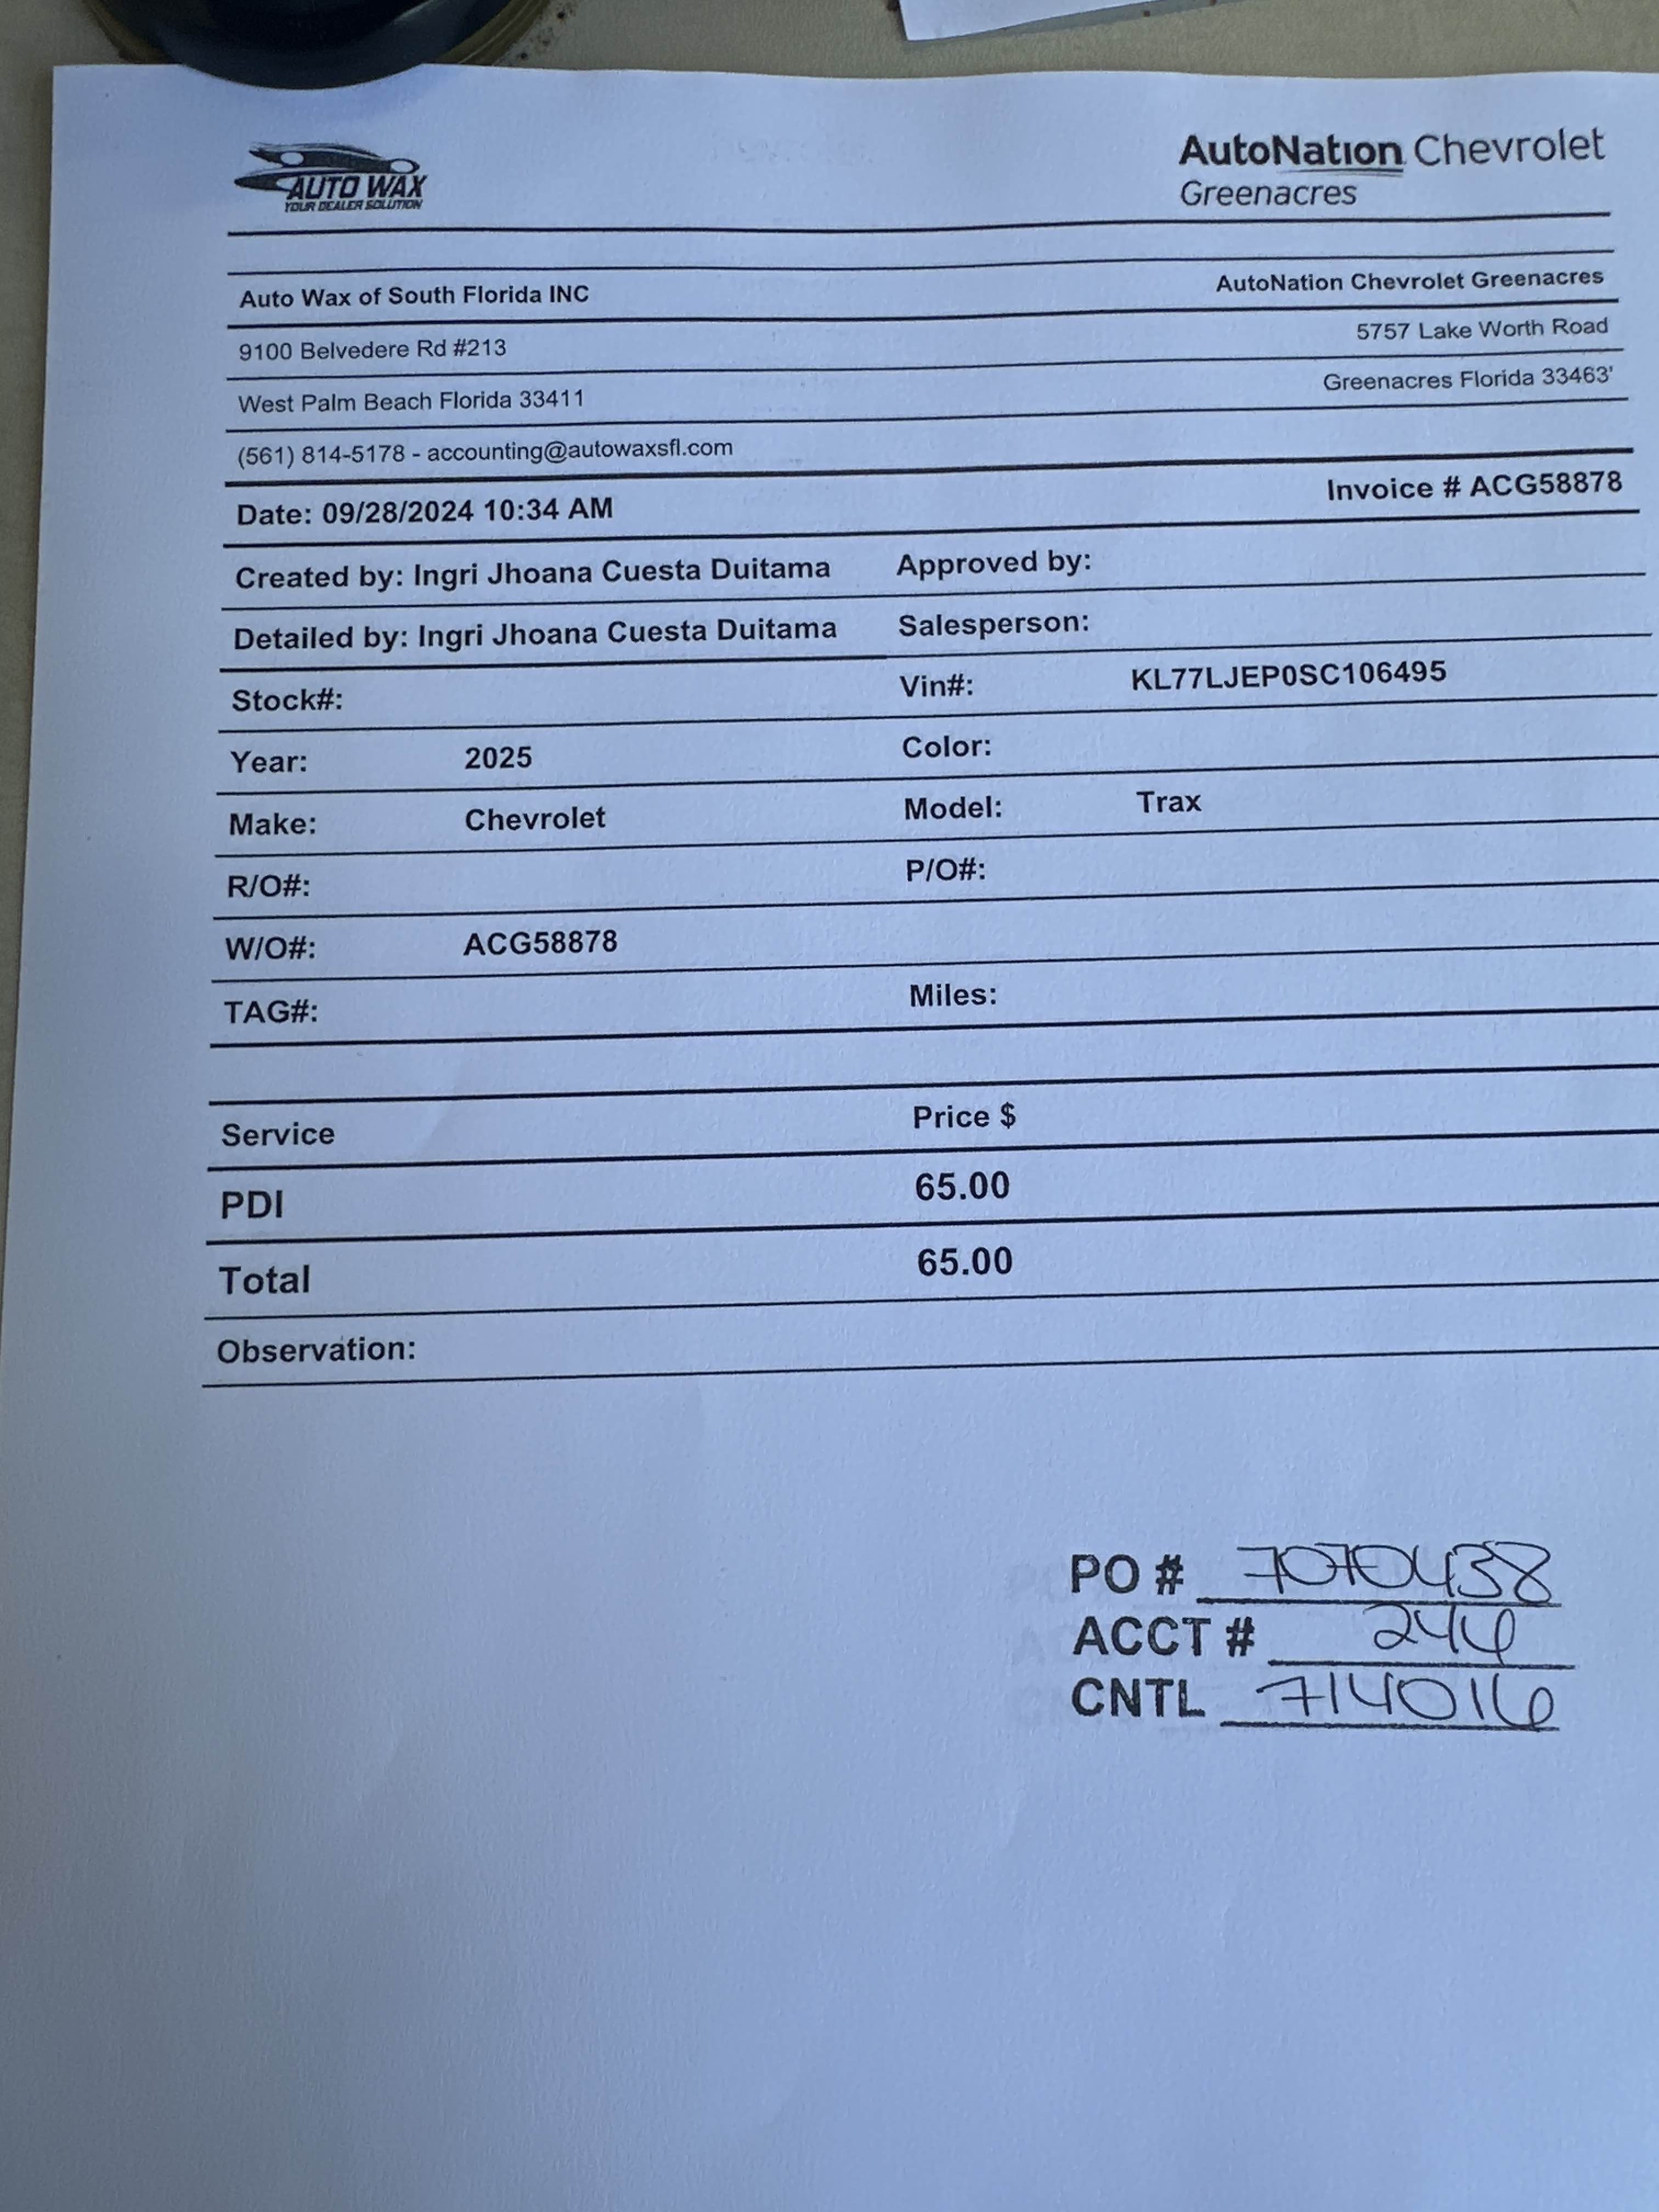 AUTO WAX
YOUR DEALER SOLUTION
AutoNation Chevrolet
Greenacres
Auto Wax of South Florida INC AutoNation Chevrolet Greenacres
9100 Belvedere Rd #213 5757 Lake Worth Road
West Palm Beach Florida 33411 Greenacres Florida 33463'
(561) 814-5178 - accounting@autowaxsfl.com
Date: 09/28/2024 10:34 AM Invoice # ACG58878
Created by: Ingri Jhoana Cuesta Duitama Approved by:
Detailed by: Ingri Jhoana Cuesta Duitama Salesperson:
Stock#: Vin#: KL77LJEP0SC106495
Year: 2025 Color:
Make: Chevrolet Model: Trax
R/O#: P/O#:
W/O#: ACG58878
TAG#: Miles:
Service Price $
PDI 65.00
Total 65.00
Observation:
PO # 7070438
ACCT #
CNTL 714016